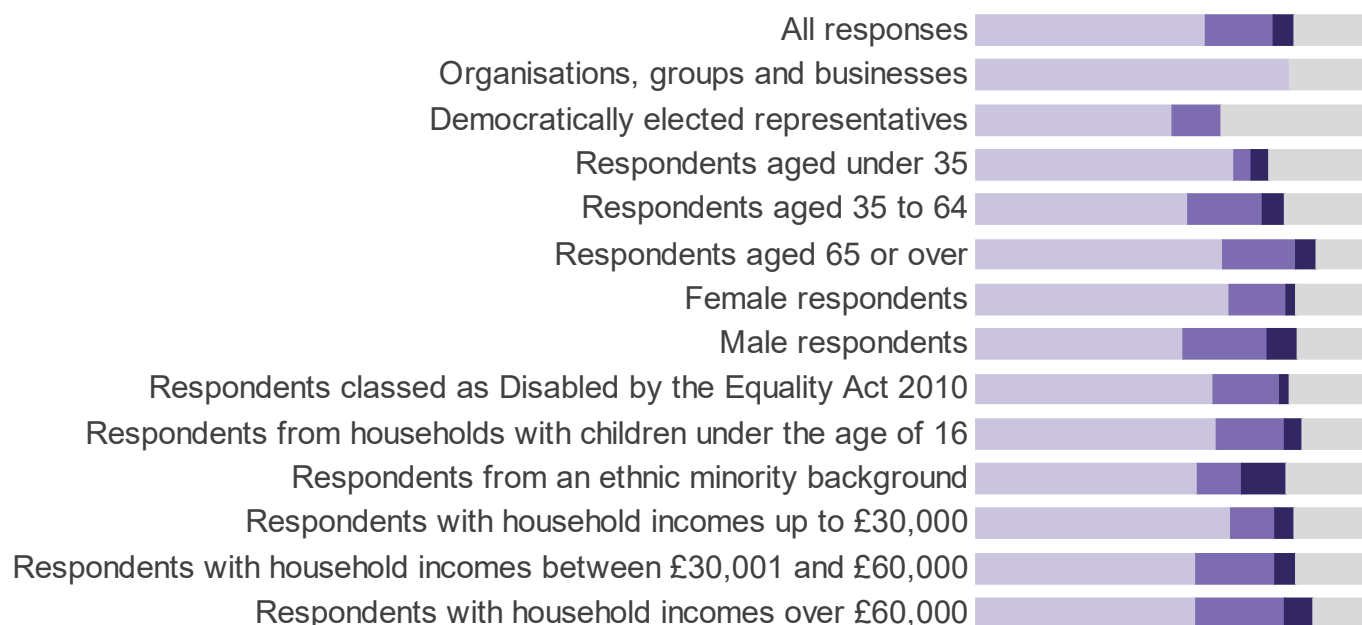 All responses
Organisations, groups and businesses
Democratically elected representatives
Respondents aged under 35
Respondents aged 35 to 64
Respondents aged 65 or over
Female respondents
Male respondents
Respondents classed as Disabled by the Equality Act 2010
Respondents from households with children under the age of 16
Respondents from an ethnic minority background
Respondents with household incomes up to £30,000
Respondents with household incomes between £30,001 and £60,000
Respondents with household incomes over £60,000